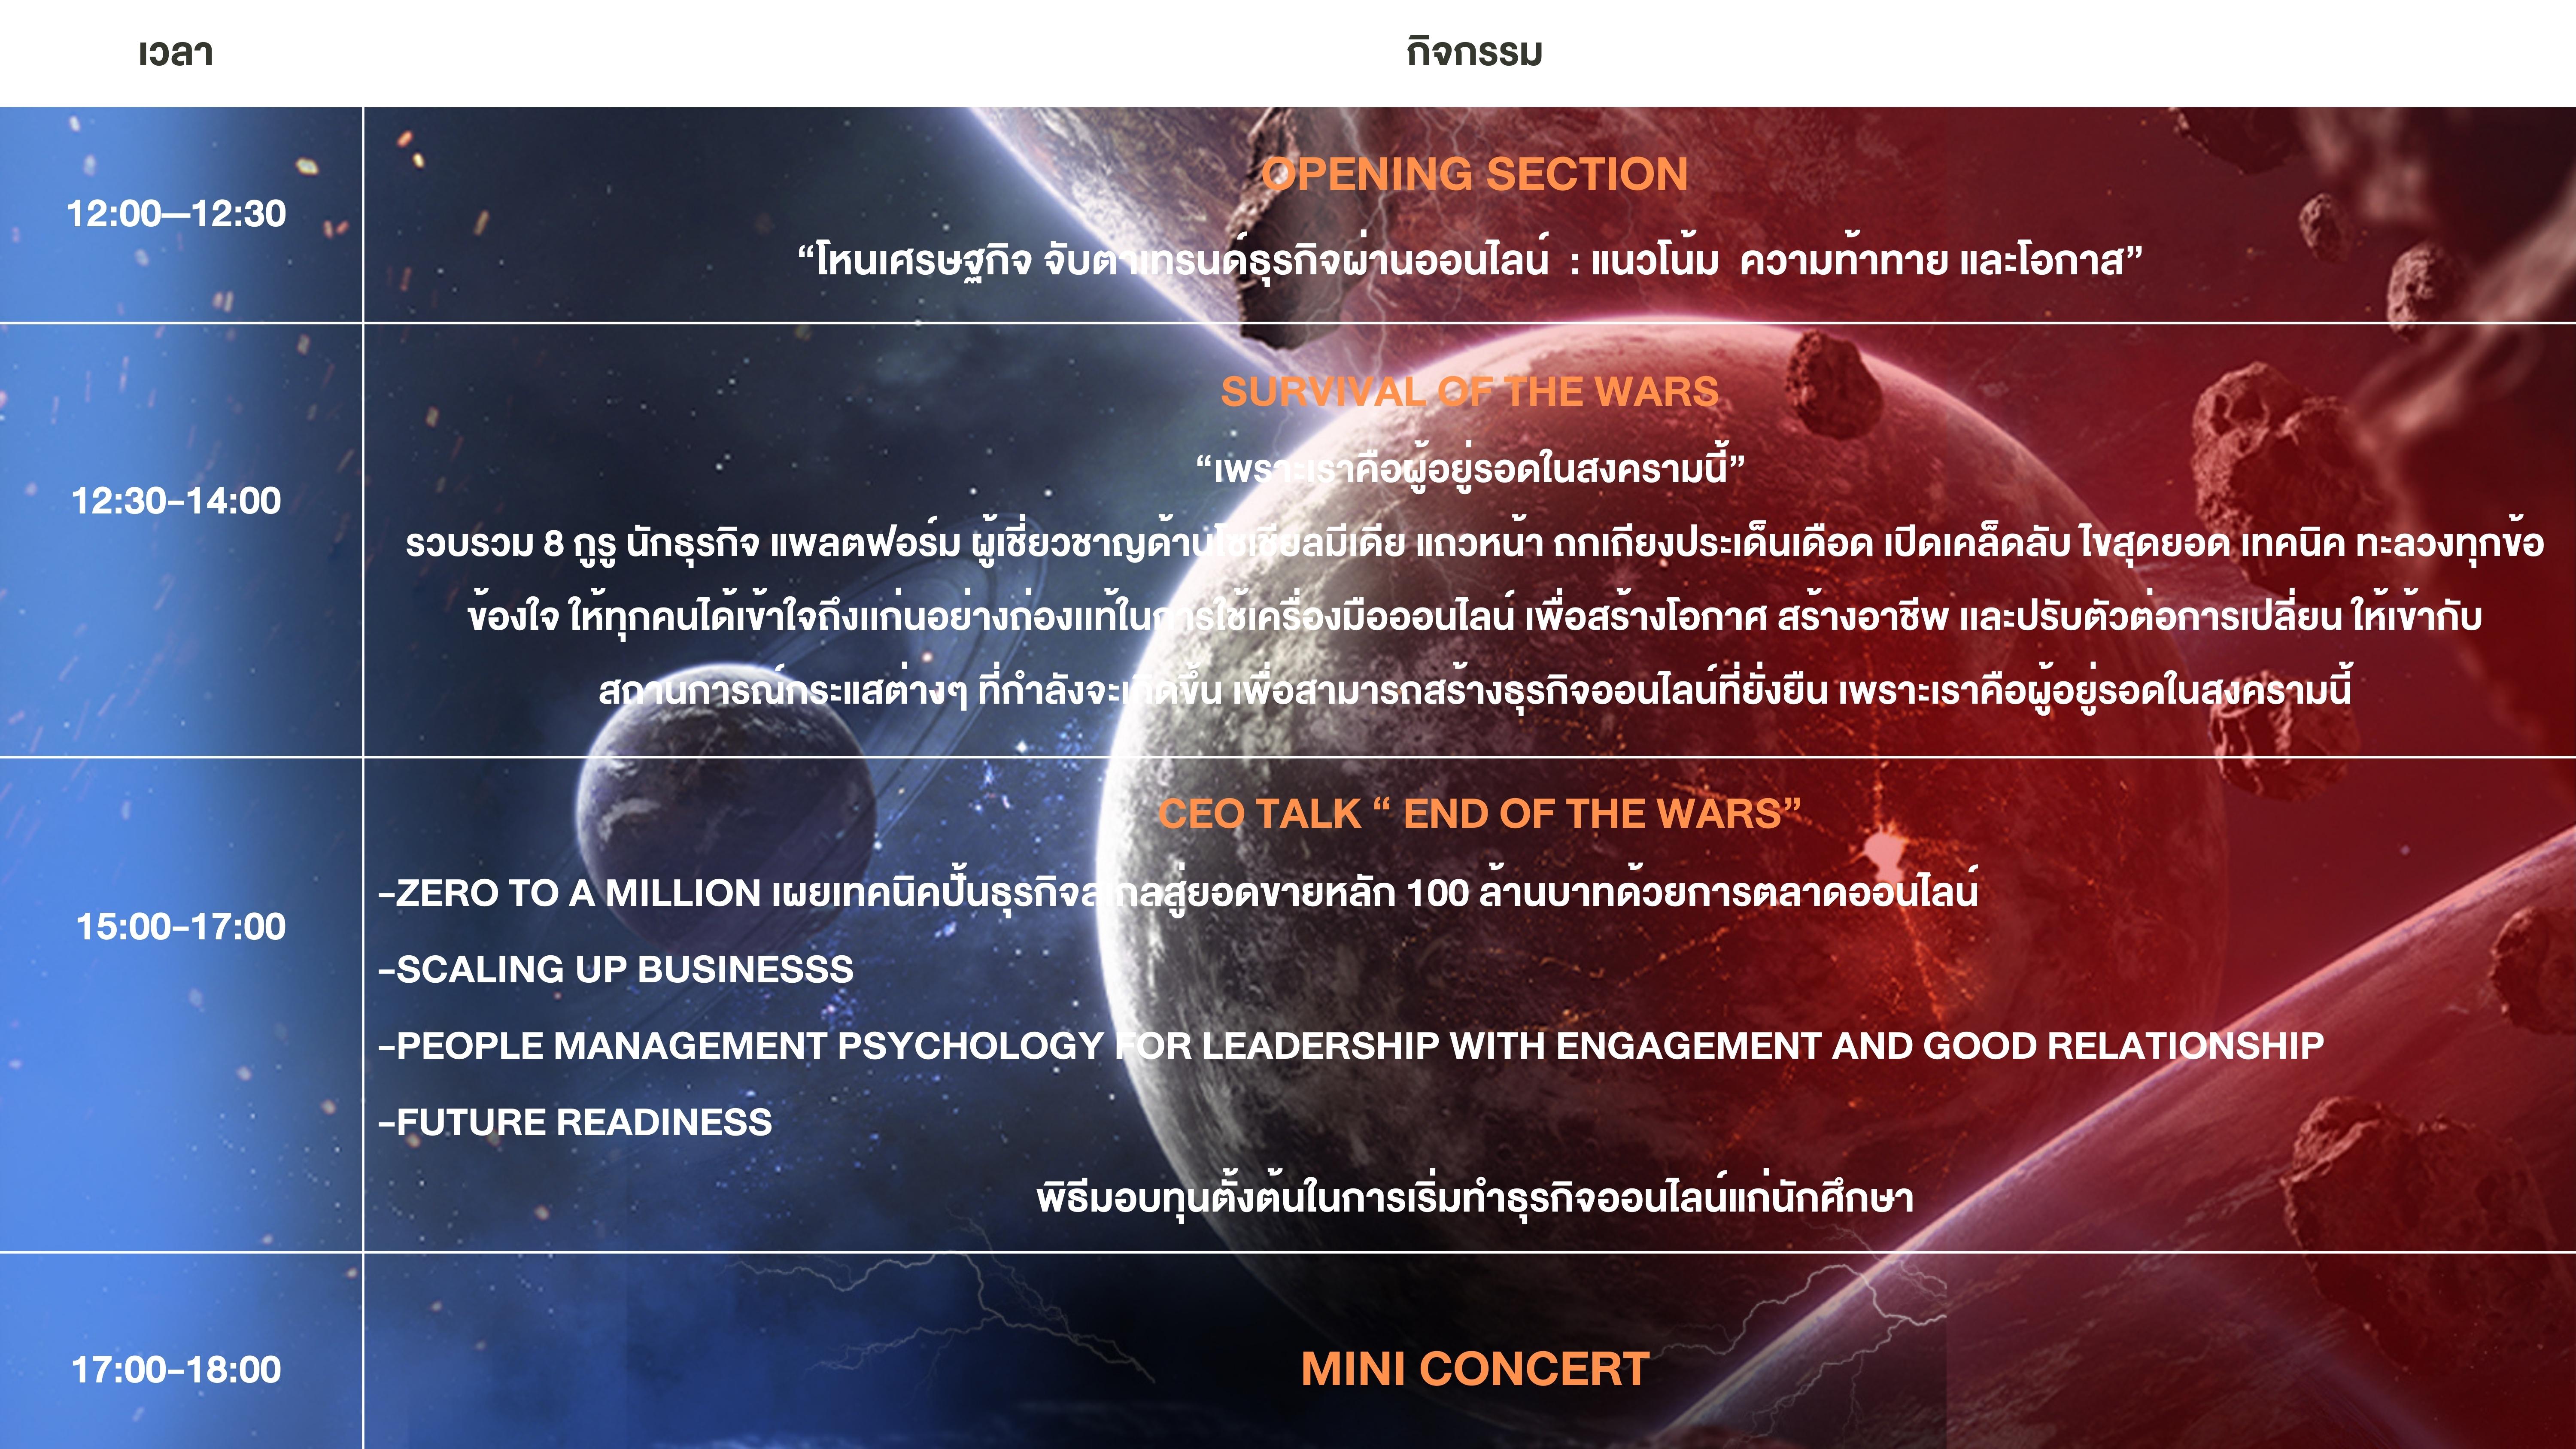 เวลา
กิจกรรม
12:00—12:30
OPENING SECTION
“โหนเศรษฐกิจ จับตาเทรนด์ธุรกิจผ่านออนไลน์ : แนวโน้ม ความท้าทาย และโอกาส”
12:30-14:00
SURVIVAL OF THE WARS
“เพราะเราคือผู้อยู่รอดในสงครามนี้”
รวบรวม 8 กูรู นักธุรกิจ แพลตฟอร์ม ผู้เชี่ยวชาญด้านโซเชียลมีเดีย แถวหน้า ถกเถียงประเด็นเดือด เปิดเคล็ดลับ ไขสุดยอด เทคนิค ทะลวงทุกข้อ
ข้องใจ ให้ทุกคนได้เข้าใจถึงแก่นอย่างถ่องแท้ในการใช้เครื่องมือออนไลน์ เพื่อสร้างโอกาศ สร้างอาชีพ และปรับตัวต่อการเปลี่ยน ให้เข้ากับ
สถานการณ์กระแสต่างๆ ที่กำลังจะเกิดขึ้น เพื่อสามารถสร้างธุรกิจออนไลน์ที่ยั่งยืน เพราะเราคือผู้อยู่รอดในสงครามนี้
15:00-17:00
CEO TALK “ END OF THE WARS”
-ZERO TO A MILLION เผยเทคนิคปั้นธุรกิจสเกลสู่ยอดขายหลัก 100 ล้านบาทด้วยการตลาดออนไลน์
-SCALING UP BUSINESSS
-PEOPLE MANAGEMENT PSYCHOLOGY FOR LEADERSHIP WITH ENGAGEMENT AND GOOD RELATIONSHIP
-FUTURE READINESS
พิธีมอบทุนตั้งต้นในการเริ่มทำธุรกิจออนไลน์แก่นักศึกษา
17:00-18:00
MINI CONCERT